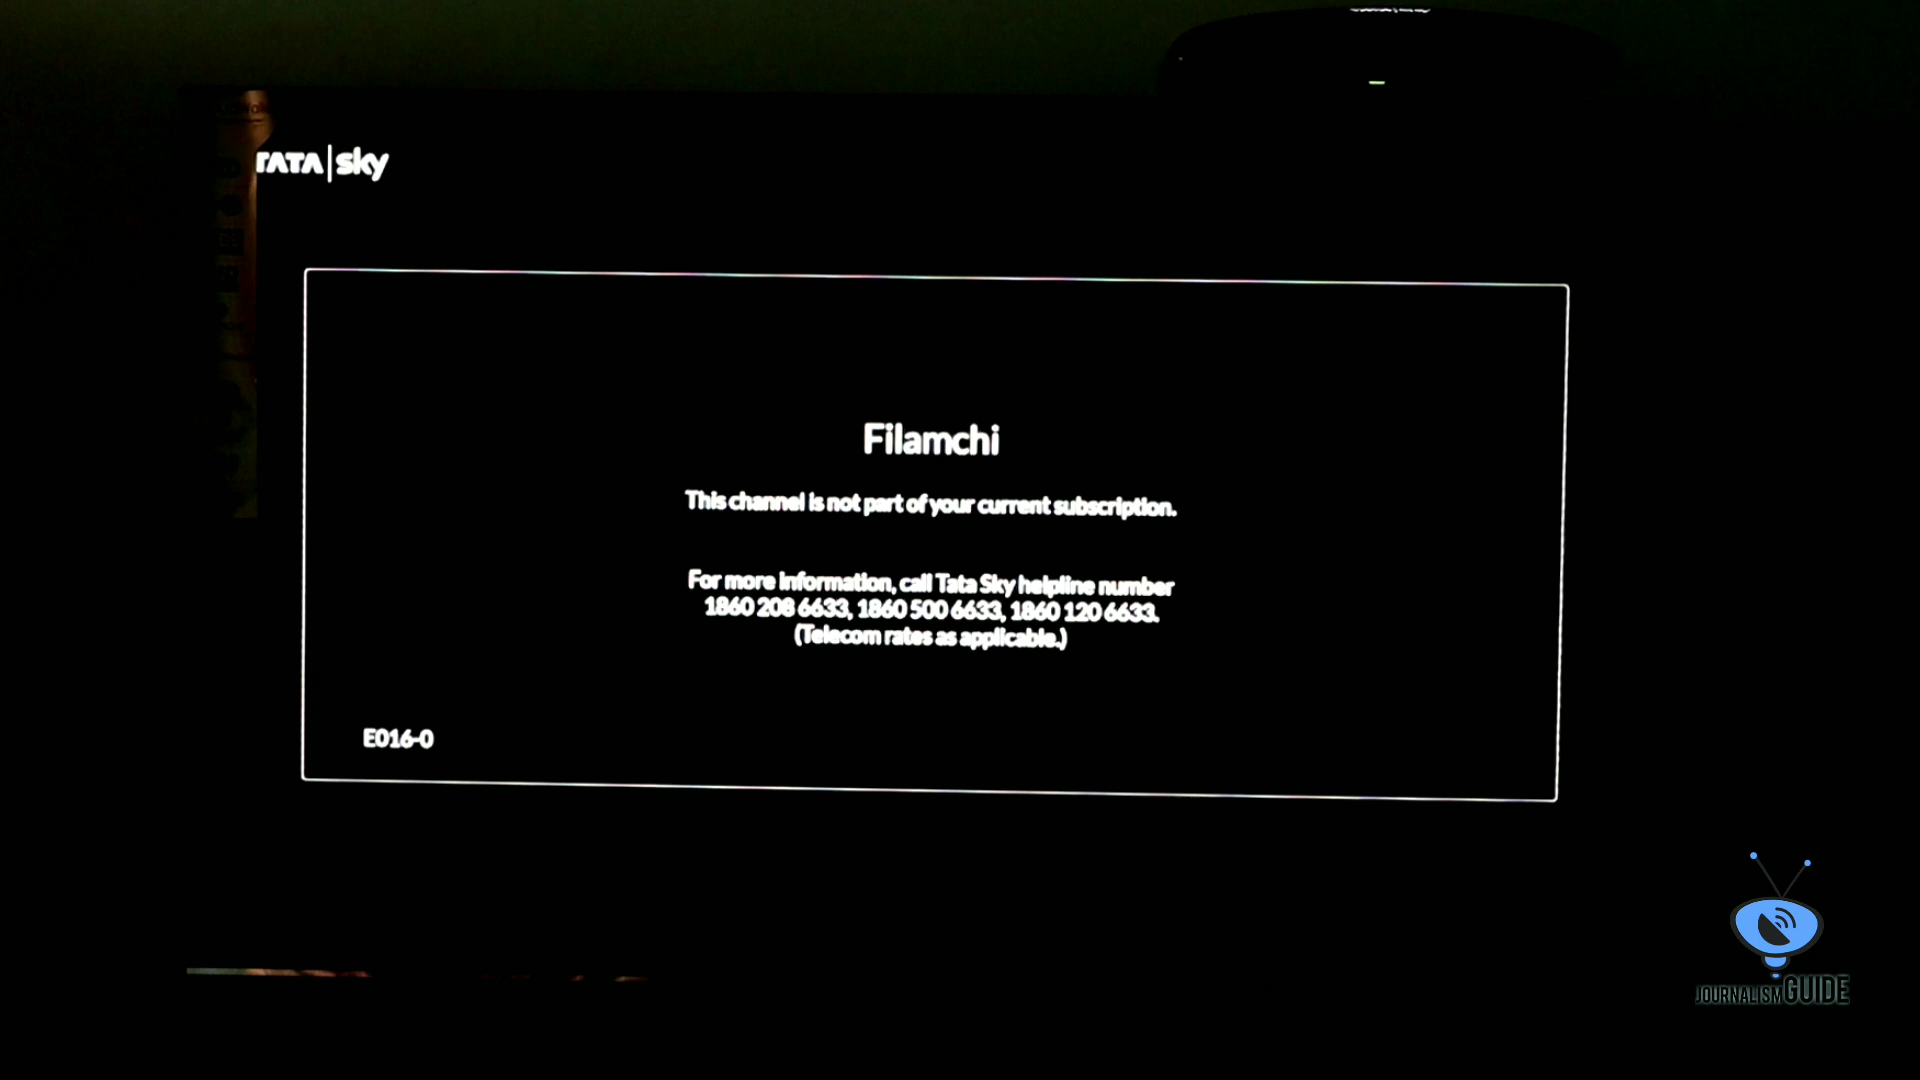 TATA sky
Filamchi
This channel is not part of your current subscription.
For more information, call Tata Sky helpline number
1860 208 6633, 1860 500 6633, 1860 120 6633.
(Telecom rates as applicable.)
E016-0
JOURNALISM GUIDE